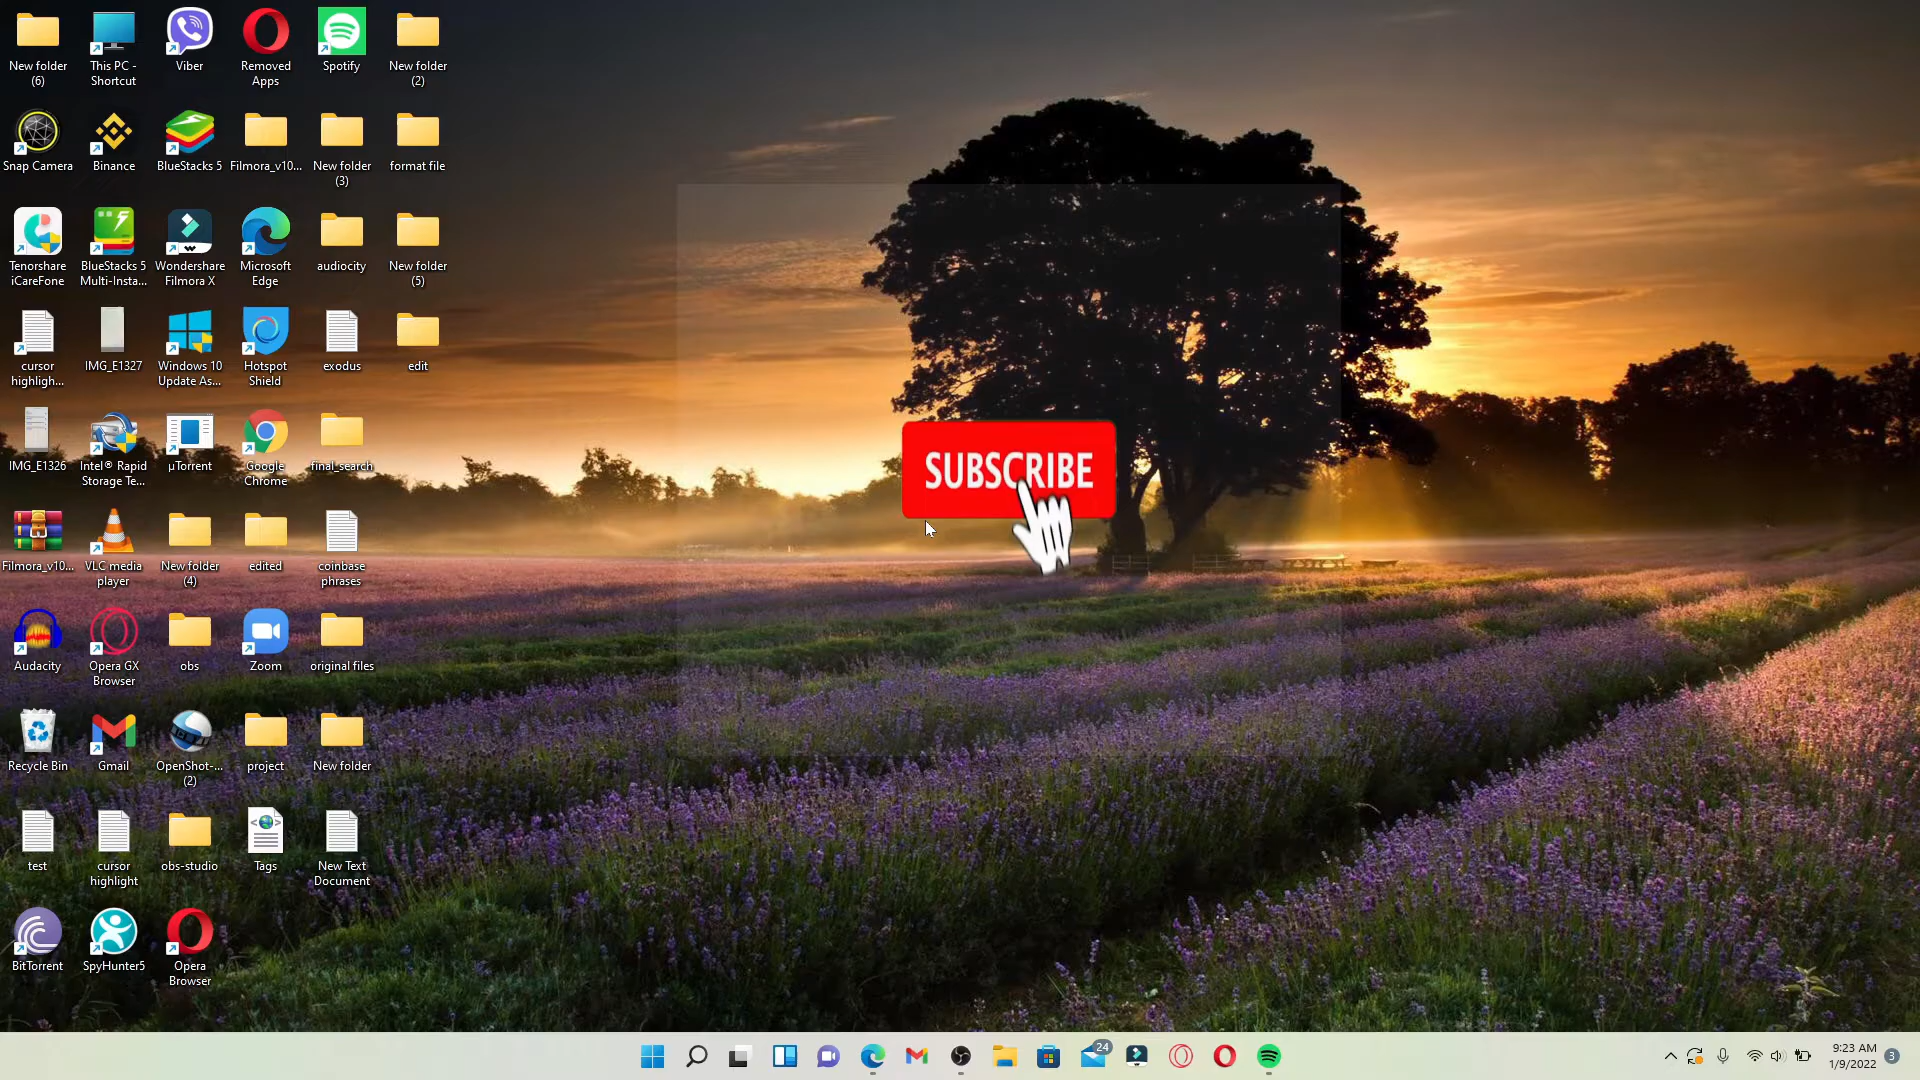 New folder
(6)
This PC -
Shortcut
Viber
Removed
Apps
Spotify
New folder
(2)
Snap Camera
Binance
BlueStacks 5
Filmora_v10...
New folder
(3)
format file
Tenorshare
iCareFone
BlueStacks 5
Multi-Insta...
Wondershare
Filmora X
Microsoft
Edge
audiocity
New folder
(5)
cursor
highligh...
IMG_E1327
Windows 10
Update As...
Hotspot
Shield
exodus
edit
IMG_E1326
Intel® Rapid
Storage Te...
µTorrent
Google
Chrome
final_search
SUBSCRIBE
Filmora_v10...
VLC media
player
New folder
(4)
edited
coinbase
phrases
Audacity
Opera GX
Browser
obs
Zoom
original files
Recycle Bin
Gmail
OpenShot-...
(2)
project
New folder
test
cursor
highlight
obs-studio
Tags
New Text
Document
BitTorrent
SpyHunter5
Opera
Browser
24
9:23 AM
1/9/2022
3